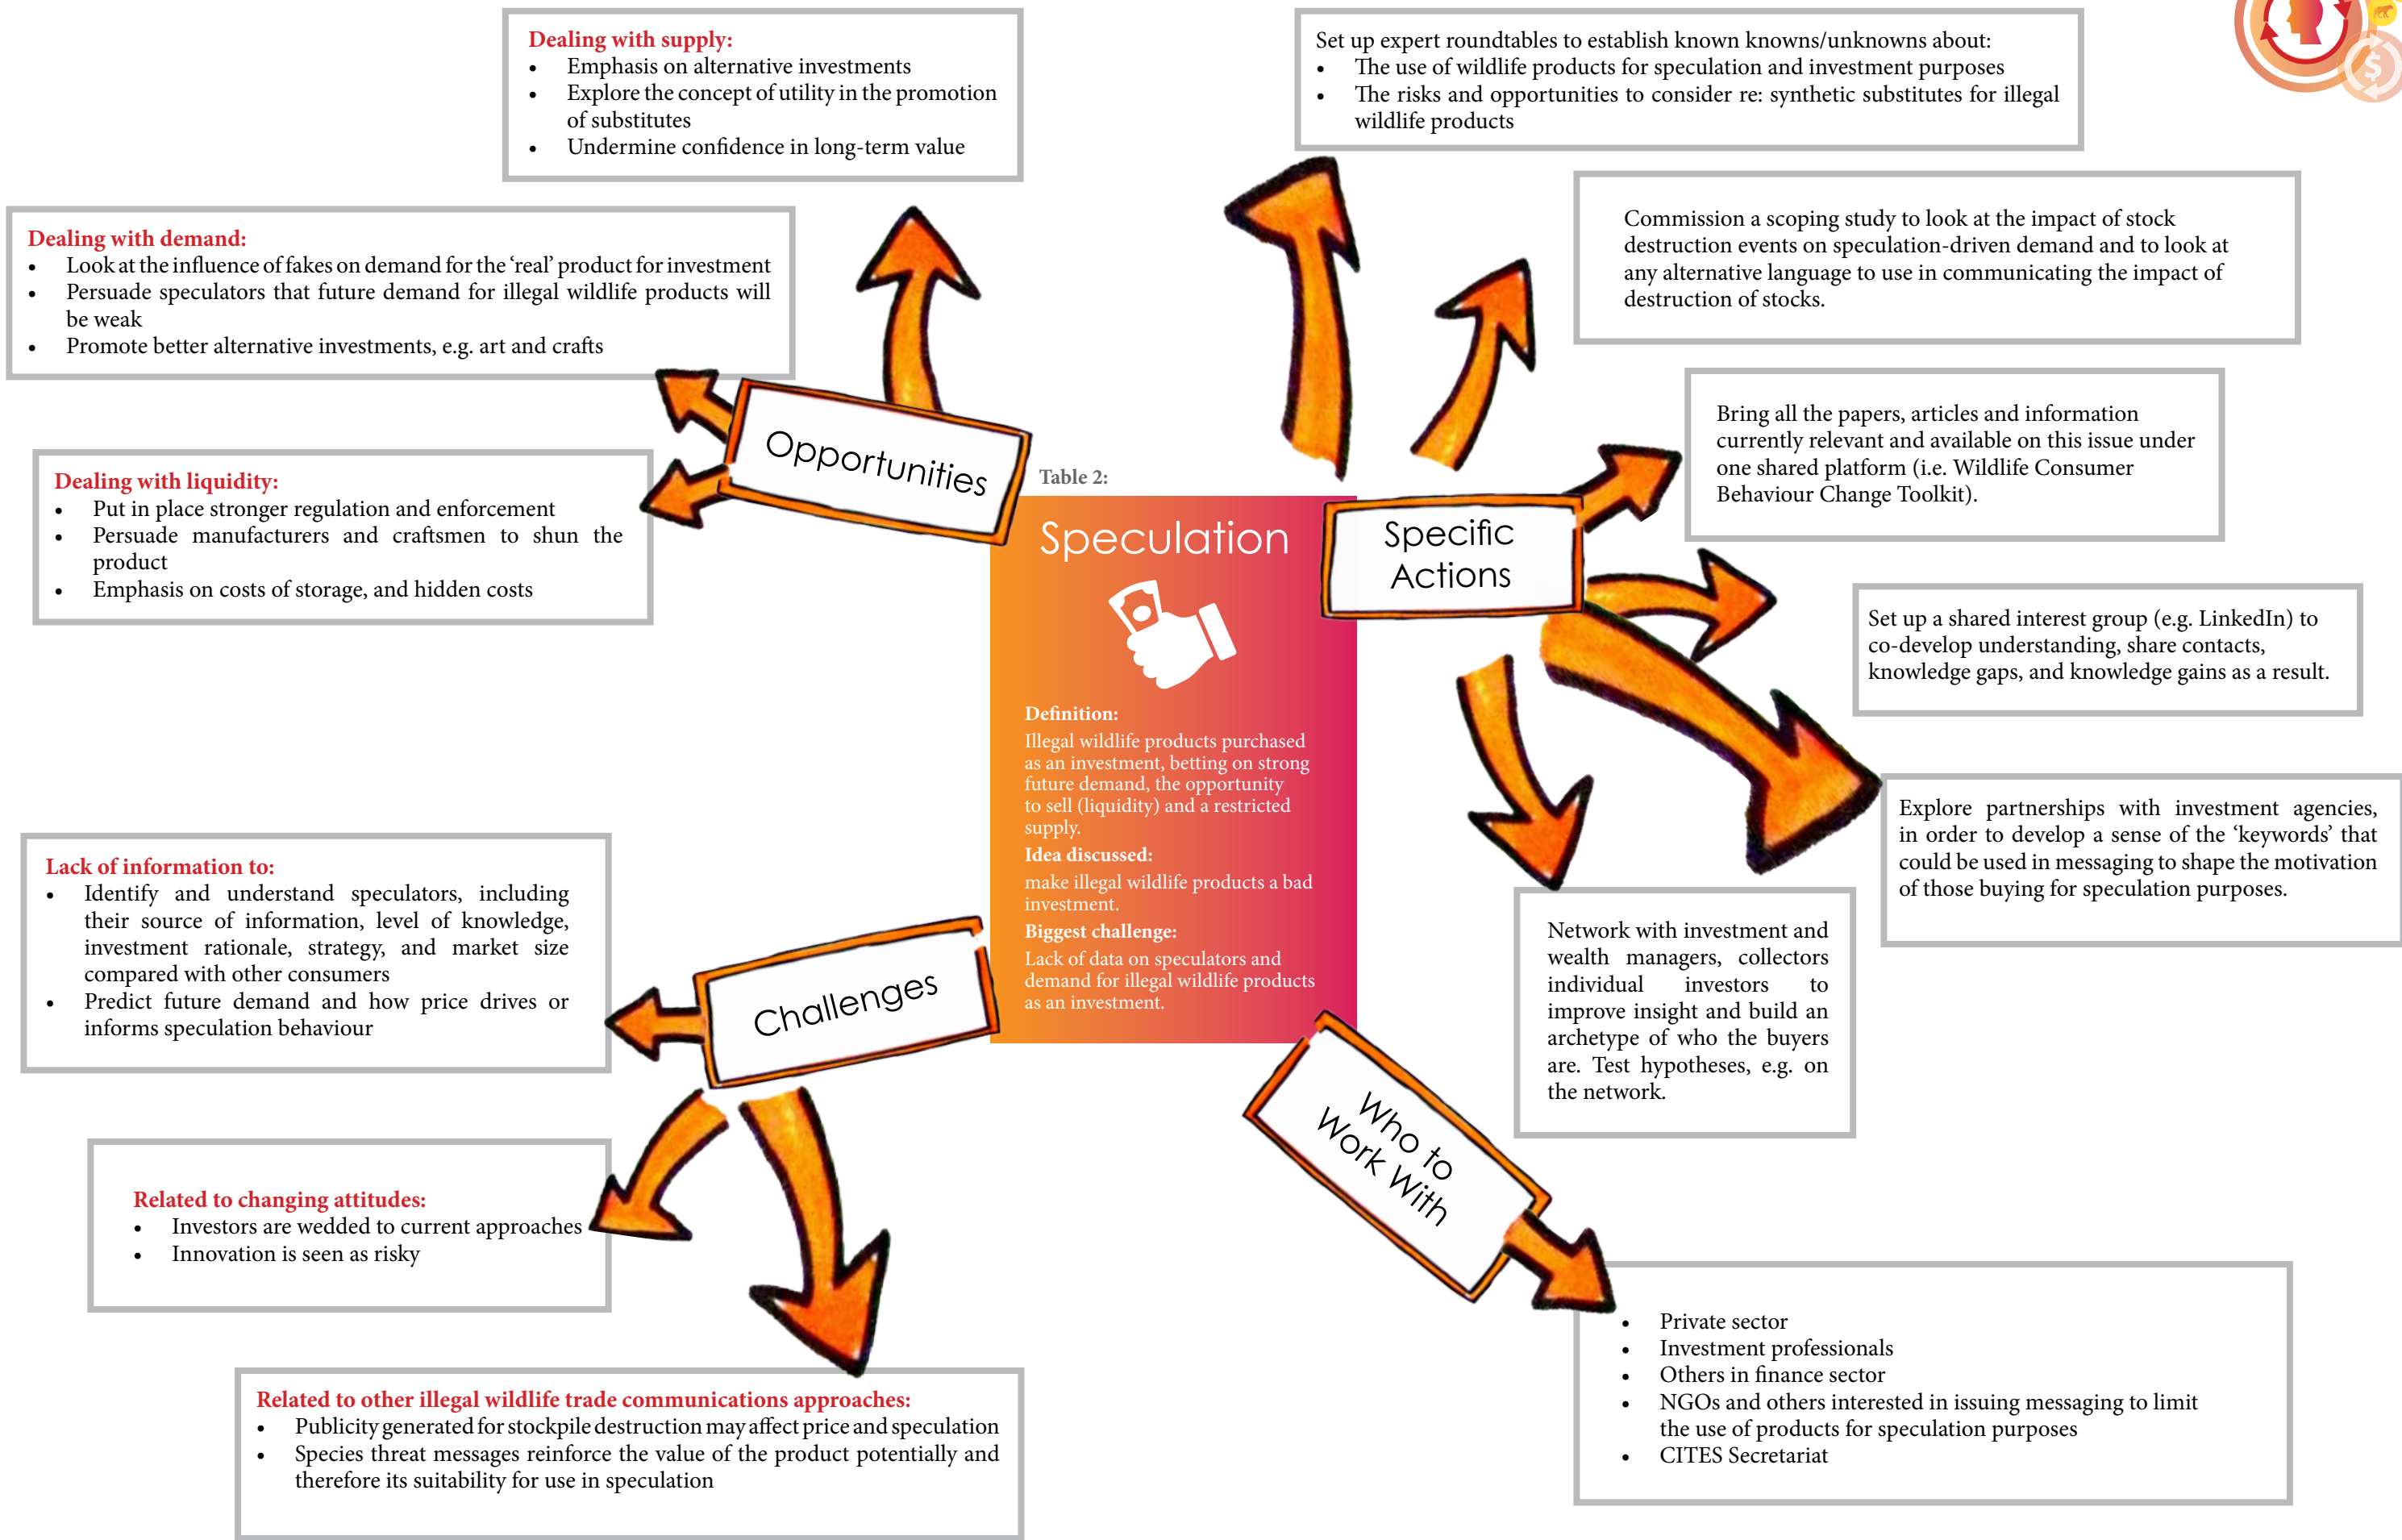 Dealing with supply:
• Emphasis on alternative investments
• Explore the concept of utility in the promotion
of substitutes
• Undermine confidence in long-term value
Dealing with demand:
• Look at the influence of fakes on demand for the ‘real’ product for investment
• Persuade speculators that future demand for illegal wildlife products will
be weak
• Promote better alternative investments, e.g. art and crafts
Dealing with liquidity:
• Put in place stronger regulation and enforcement
• Persuade manufacturers and craftsmen to shun the
product
• Emphasis on costs of storage, and hidden costs
Opportunities
Table 2:
Speculation
Definition:
Illegal wildlife products purchased
as an investment, betting on strong
future demand, the opportunity
to sell (liquidity) and a restricted
supply.
Idea discussed:
make illegal wildlife products a bad
investment.
Biggest challenge:
Lack of data on speculators and
demand for illegal wildlife products
as an investment.
Specific
Actions
Set up expert roundtables to establish known knowns/unknowns about:
• The use of wildlife products for speculation and investment purposes
• The risks and opportunities to consider re: synthetic substitutes for illegal
wildlife products
Commission a scoping study to look at the impact of stock
destruction events on speculation-driven demand and to look at
any alternative language to use in communicating the impact of
destruction of stocks.
Bring all the papers, articles and information
currently relevant and available on this issue under
one shared platform (i.e. Wildlife Consumer
Behaviour Change Toolkit).
Set up a shared interest group (e.g. LinkedIn) to
co-develop understanding, share contacts,
knowledge gaps, and knowledge gains as a result.
Explore partnerships with investment agencies,
in order to develop a sense of the ‘keywords’ that
could be used in messaging to shape the motivation
of those buying for speculation purposes.
Network with investment and
wealth managers, collectors
individual investors to
improve insight and build an
archetype of who the buyers
are. Test hypotheses, e.g. on
the network.
Challenges
Lack of information to:
• Identify and understand speculators, including
their source of information, level of knowledge,
investment rationale, strategy, and market size
compared with other consumers
• Predict future demand and how price drives or
informs speculation behaviour
Related to changing attitudes:
• Investors are wedded to current approaches
• Innovation is seen as risky
Related to other illegal wildlife trade communications approaches:
• Publicity generated for stockpile destruction may affect price and speculation
• Species threat messages reinforce the value of the product potentially and
therefore its suitability for use in speculation
Who to
Work With
• Private sector
• Investment professionals
• Others in finance sector
• NGOs and others interested in issuing messaging to limit
the use of products for speculation purposes
• CITES Secretariat
$